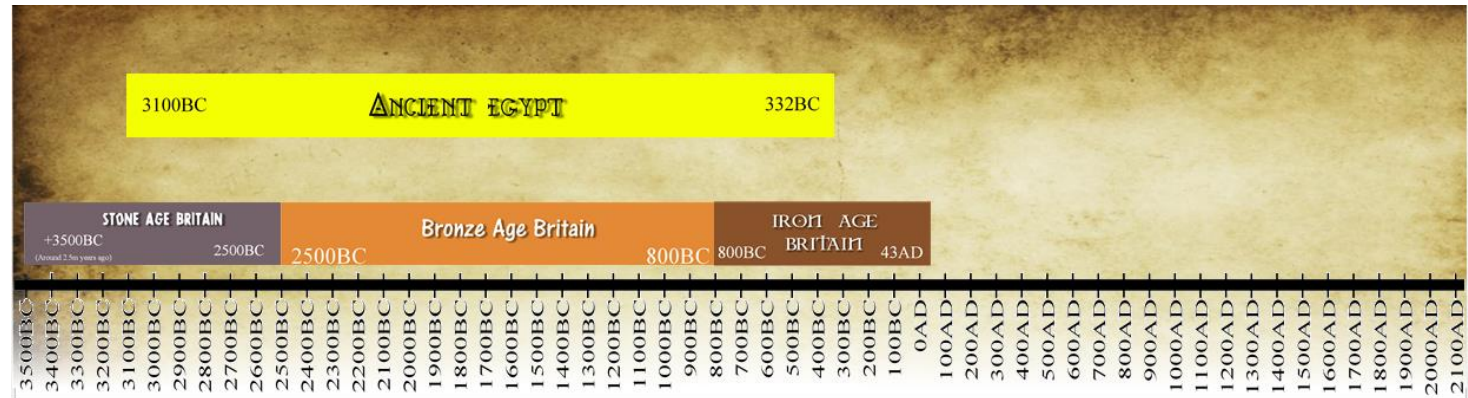 3100BC ANCIENT EGYPT 332BC
STONE AGE BRITAIN
+3500BC
(Around 2.5m years ago)
2500BC
Bronze Age Britain
2500BC 800BC
IRON AGE
BRITAIN
800BC 43AD
3500BC
3400BC
3300BC
3200BC
3100BC
3000BC
2900BC
2800BC
2700BC
2600BC
2500BC
2400BC
2300BC
2200BC
2100BC
2000BC
1900BC
1800BC
1700BC
1600BC
1500BC
1400BC
1300BC
1200BC
1100BC
1000BC
900BC
800BC
700BC
600BC
500BC
400BC
300BC
200BC
100BC
0AD
100AD
200AD
300AD
400AD
500AD
600AD
700AD
800AD
900AD
1000AD
1100AD
1200AD
1300AD
1400AD
1500AD
1600AD
1700AD
1800AD
1900AD
2000AD
2100AD